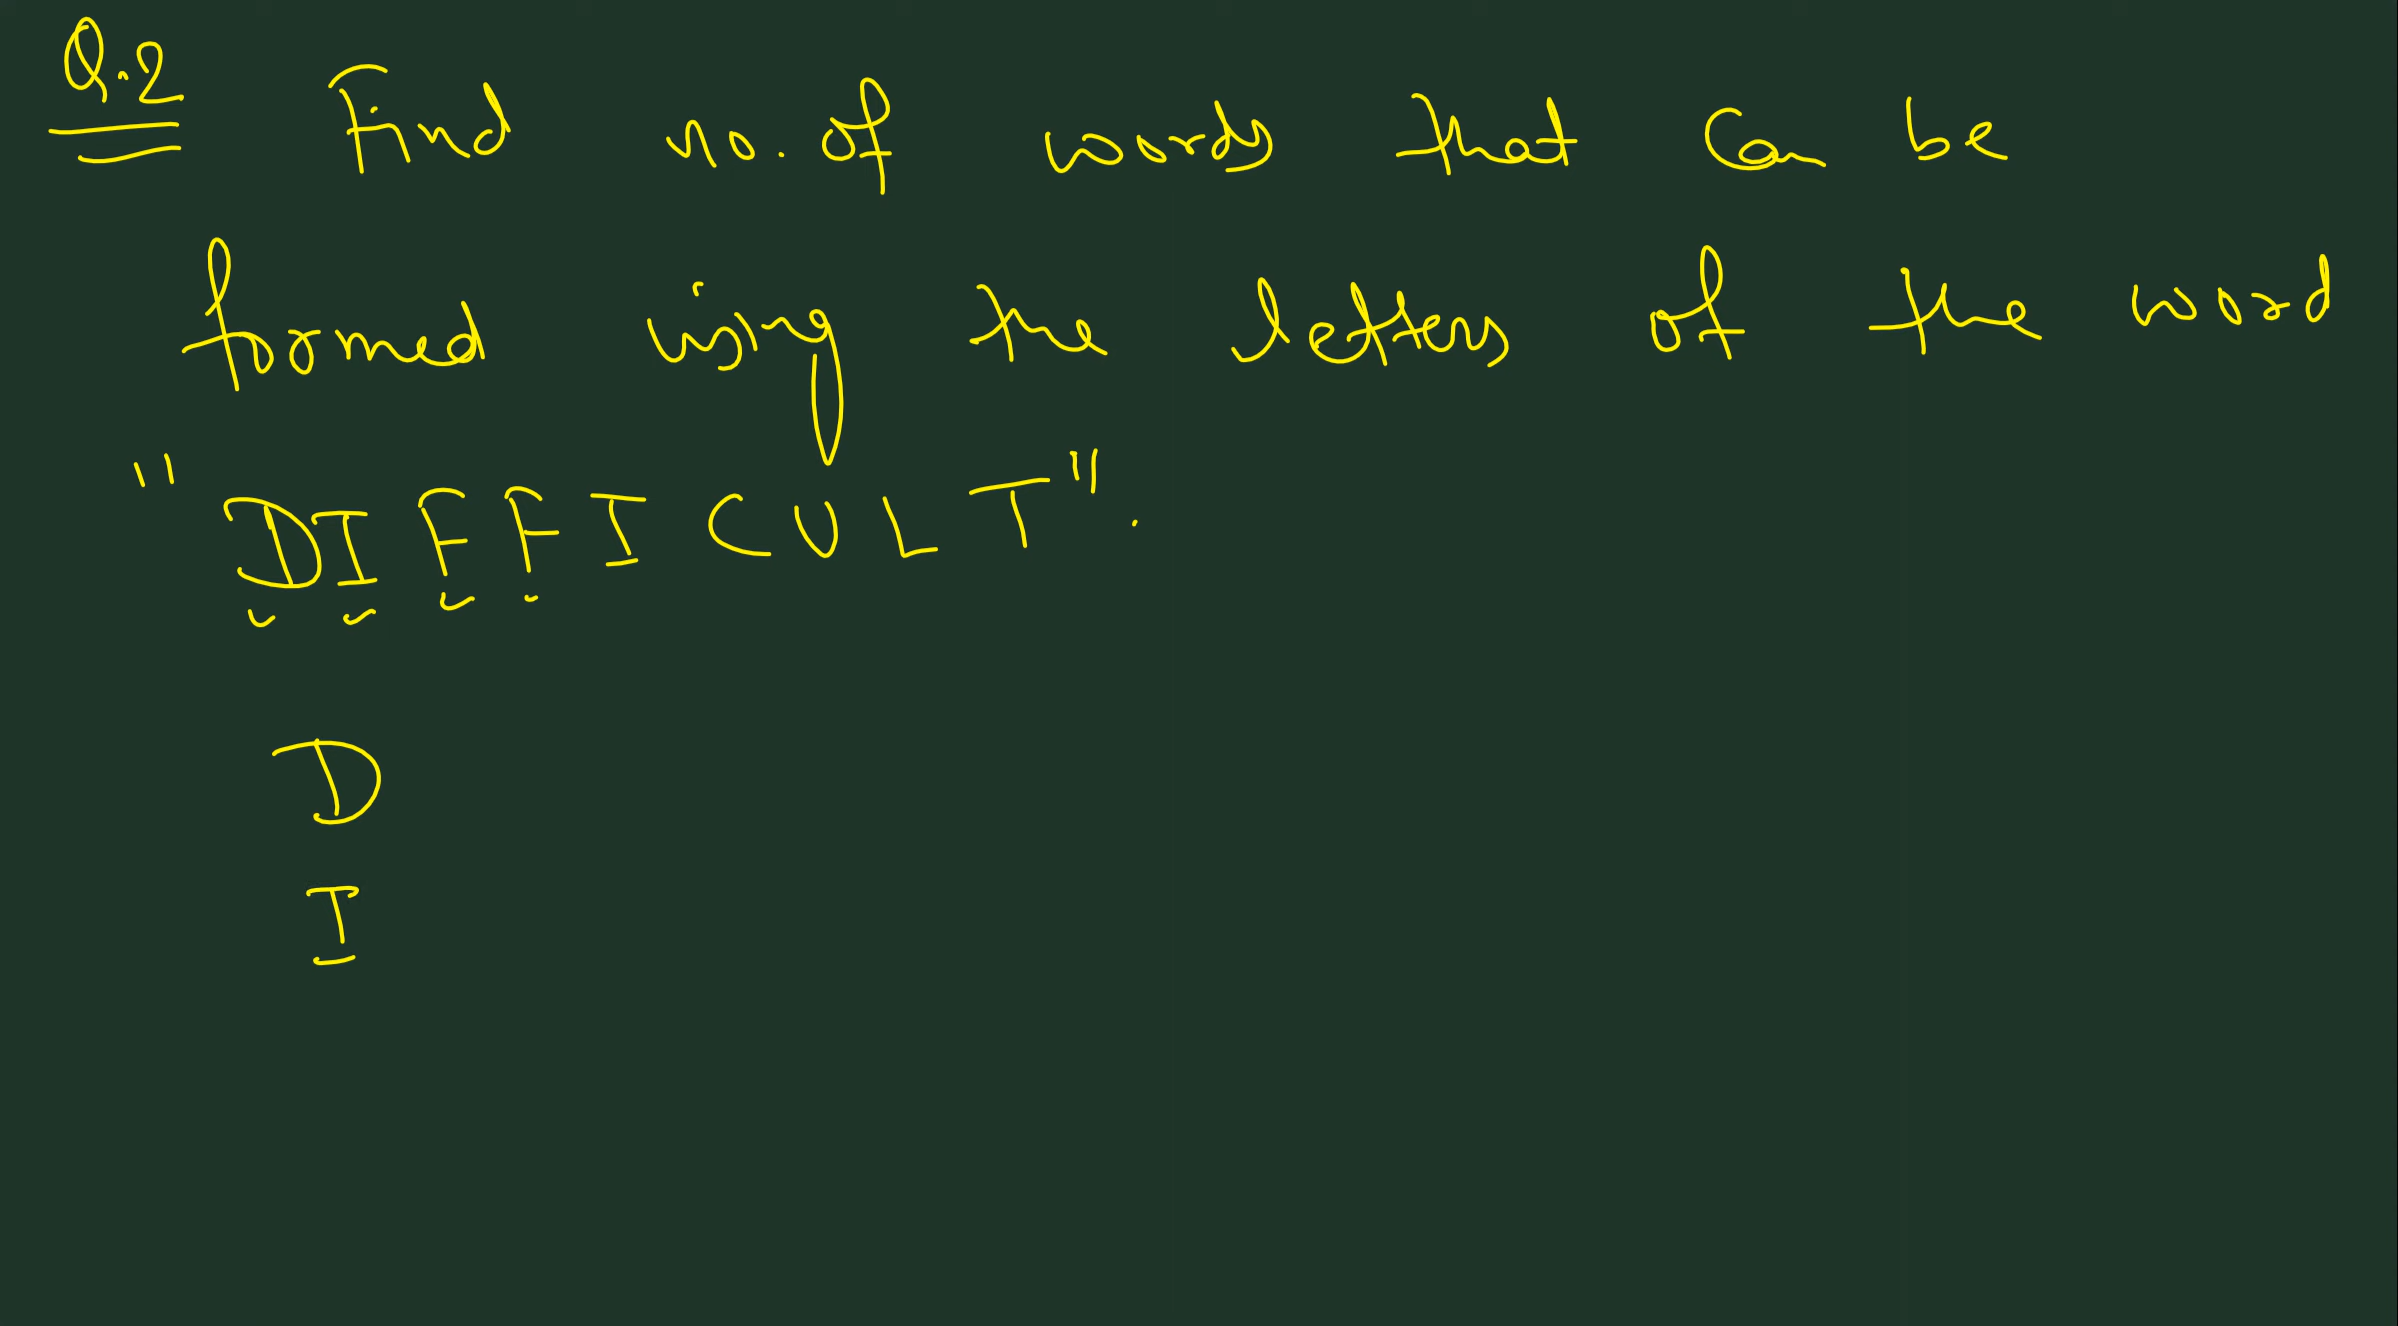 Q.2 Find no. of words that can be
formed using the letters of the word
"DIFFICULT".
D
I